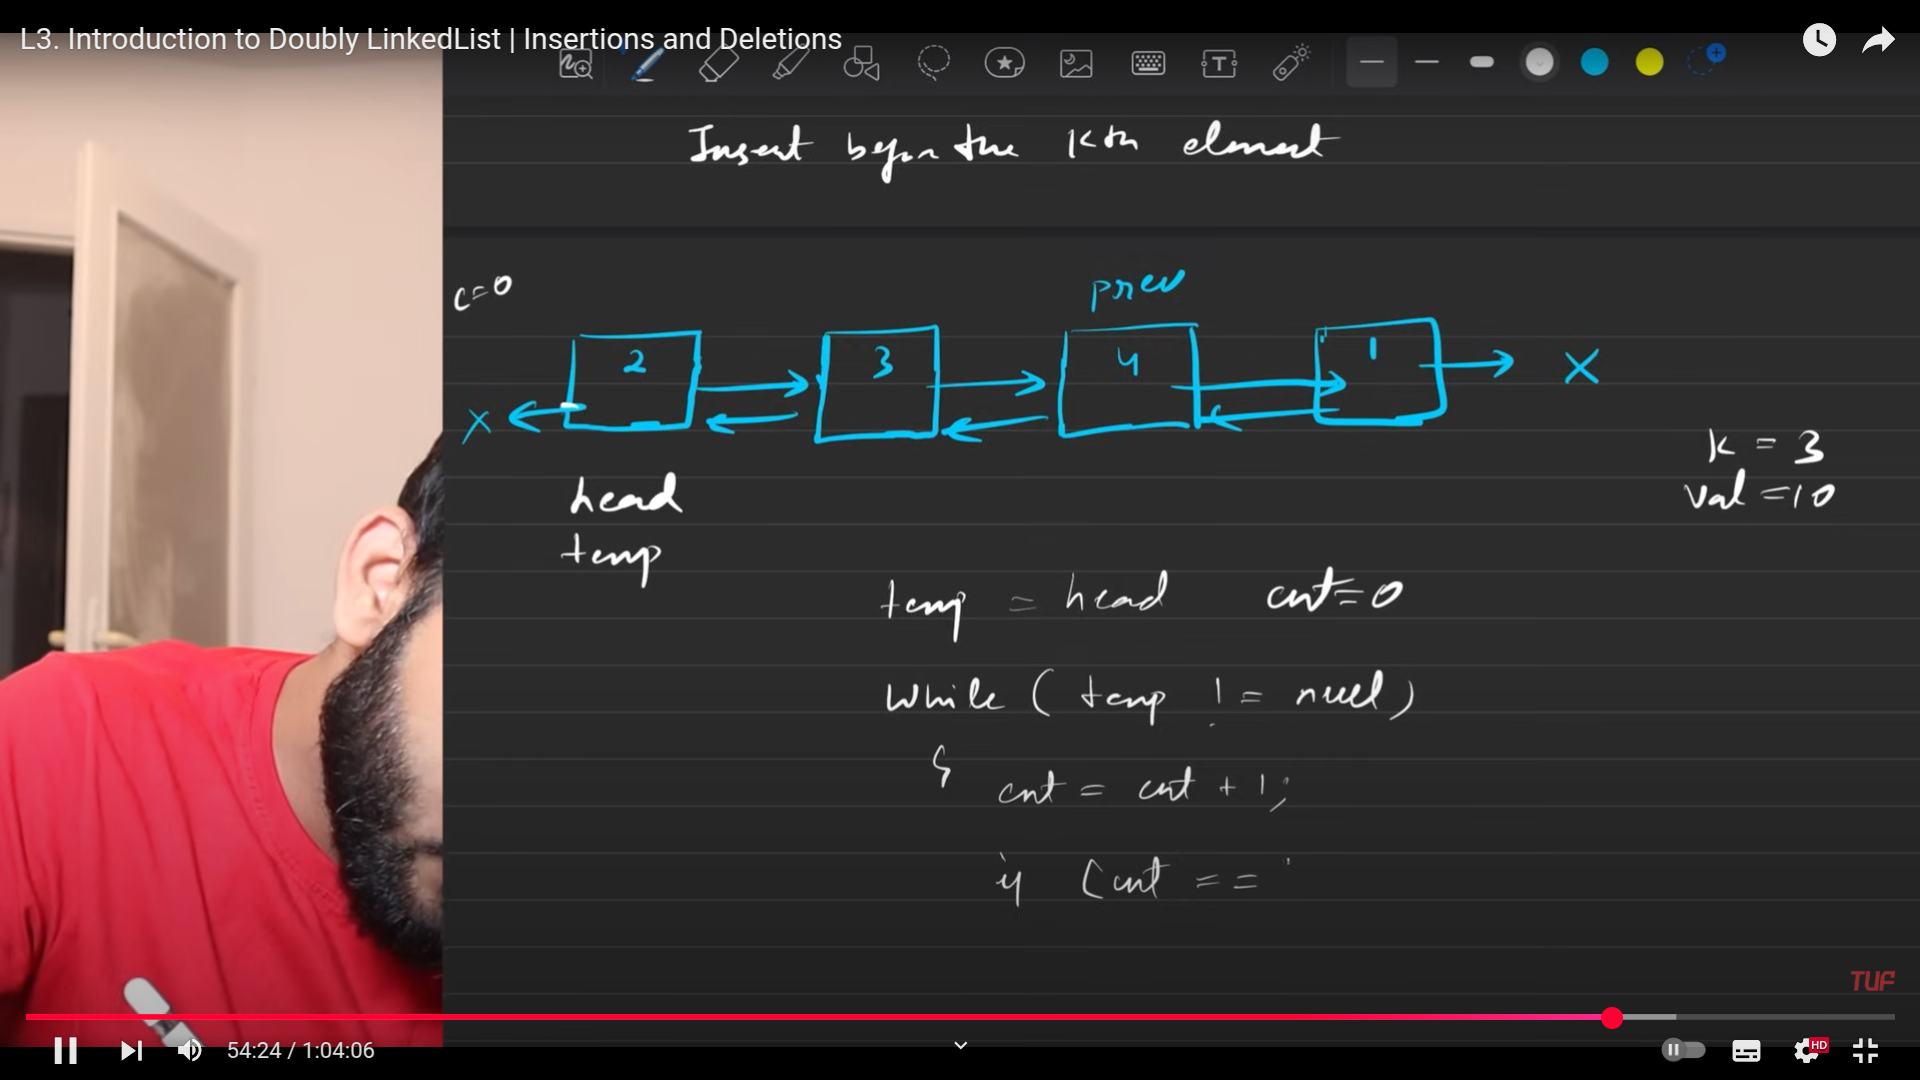 L3. Introduction to Doubly LinkedList | Insertions and Deletions
T
Insert before the Kth element
c=0
prev
2
3
4
1
X
X
head
temp
K = 3
val = 10
temp = head cnt=0
while ( temp != null )
{
cnt = cnt + 1;
if (cnt ==
TUF
54:24 / 1:04:06
HD